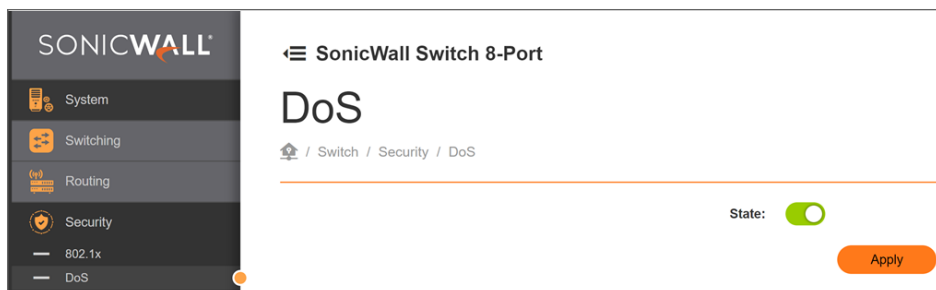 SONICWALL
System
Switching
Routing
Security
802.1x
DoS
SonicWall Switch 8-Port
DoS
/ Switch / Security / DoS
State:
Apply